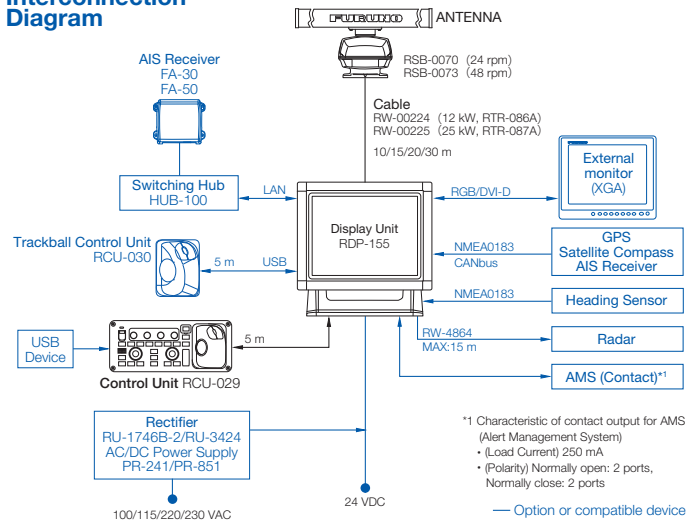 Interconnection
Diagram
FURUNO
ANTENNA
RSB-0070 (24 rpm)
RSB-0073 (48 rpm)
AIS Receiver
FA-30
FA-50
Cable
RW-00224 (12 kW, RTR-086A)
RW-00225 (25 kW, RTR-087A)
10/15/20/30 m
External
monitor
(XGA)
Switching Hub
HUB-100
LAN
RGB/DVI-D
Display Unit
RDP-155
GPS
Satellite Compass
AIS Receiver
NMEA0183
CANbus
Trackball Control Unit
RCU-030
5 m
USB
NMEA0183
Heading Sensor
USB
Device
5 m
RW-4864
MAX:15 m
Radar
Control Unit RCU-029
AMS (Contact)*1
Rectifier
RU-1746B-2/RU-3424
AC/DC Power Supply
PR-241/PR-851
*1 Characteristic of contact output for AMS
(Alert Management System)
• (Load Current) 250 mA
• (Polarity) Normally open: 2 ports,
Normally close: 2 ports
24 VDC
100/115/220/230 VAC
— Option or compatible device